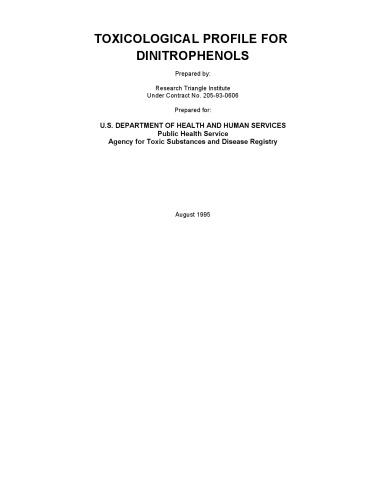 TOXICOLOGICAL PROFILE FOR
DINITROPHENOLS
Prepared by:
Research Triangle Institute
Under Contract No. 205-93-0606
Prepared for:
U.S. DEPARTMENT OF HEALTH AND HUMAN SERVICES
Public Health Service
Agency for Toxic Substances and Disease Registry
August 1995